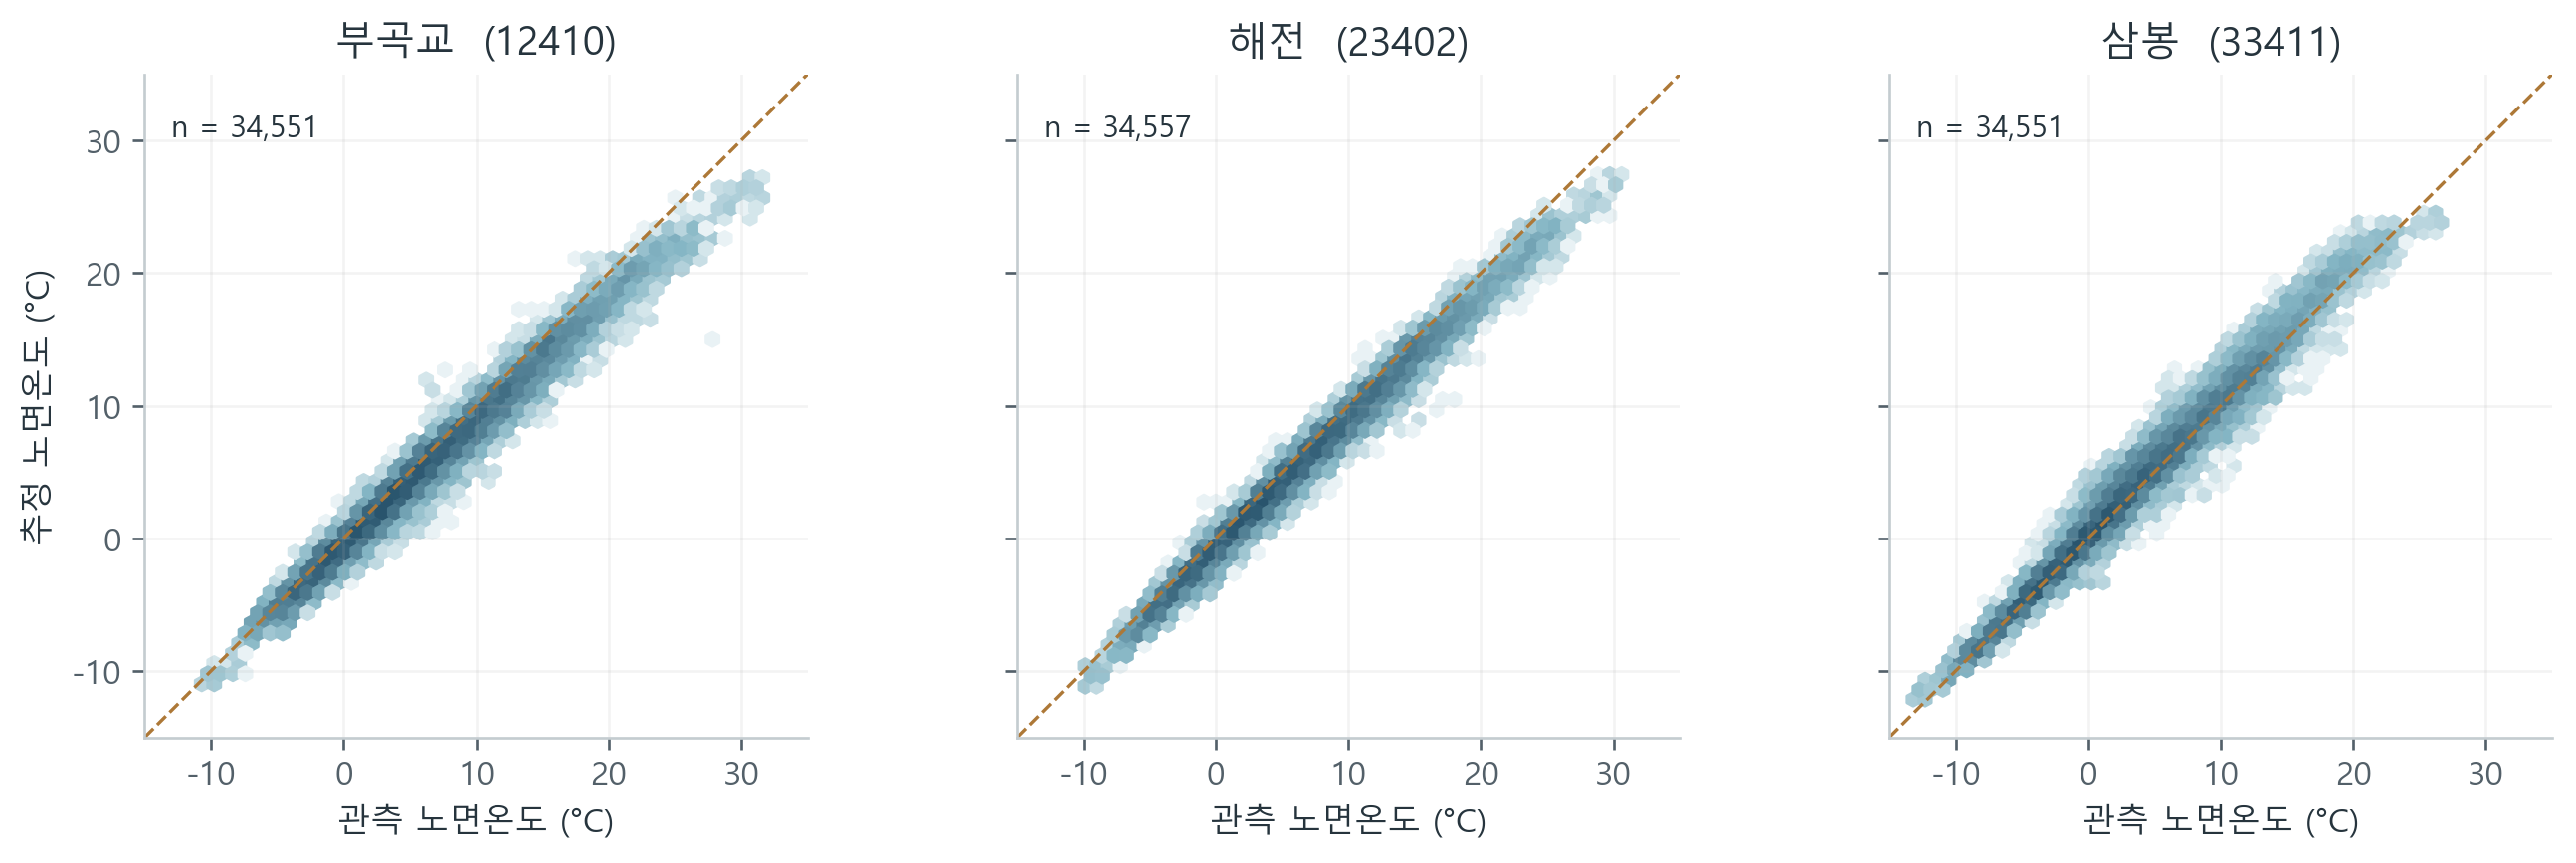 부곡교 (12410)
해전 (23402)
삼봉 (33411)
n = 34,551
n = 34,557
n = 34,551
추정 노면온도 (°C)
30
20
10
0
-10
-10 0 10 20 30
-10 0 10 20 30
-10 0 10 20 30
관측 노면온도 (°C)
관측 노면온도 (°C)
관측 노면온도 (°C)